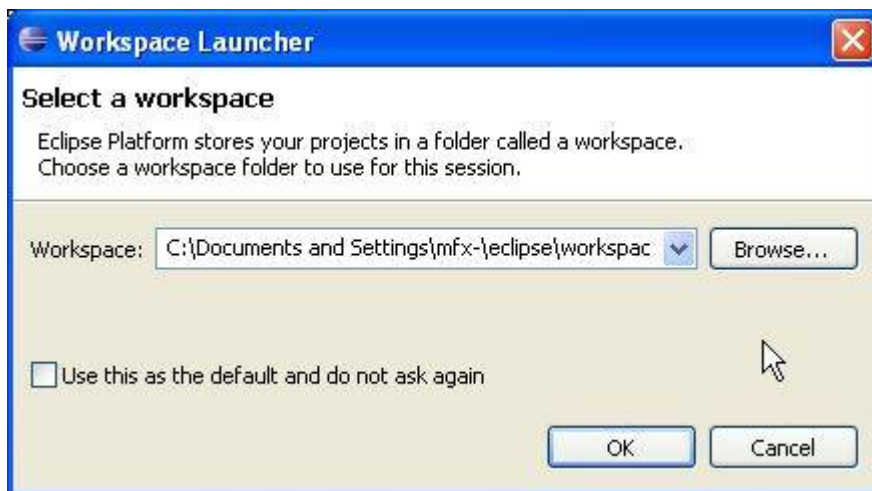 Workspace Launcher
Select a workspace
Eclipse Platform stores your projects in a folder called a workspace.
Choose a workspace folder to use for this session.
Workspace: C:\Documents and Settings\mfx-\eclipse\workspac Browse...
Use this as the default and do not ask again
OK Cancel